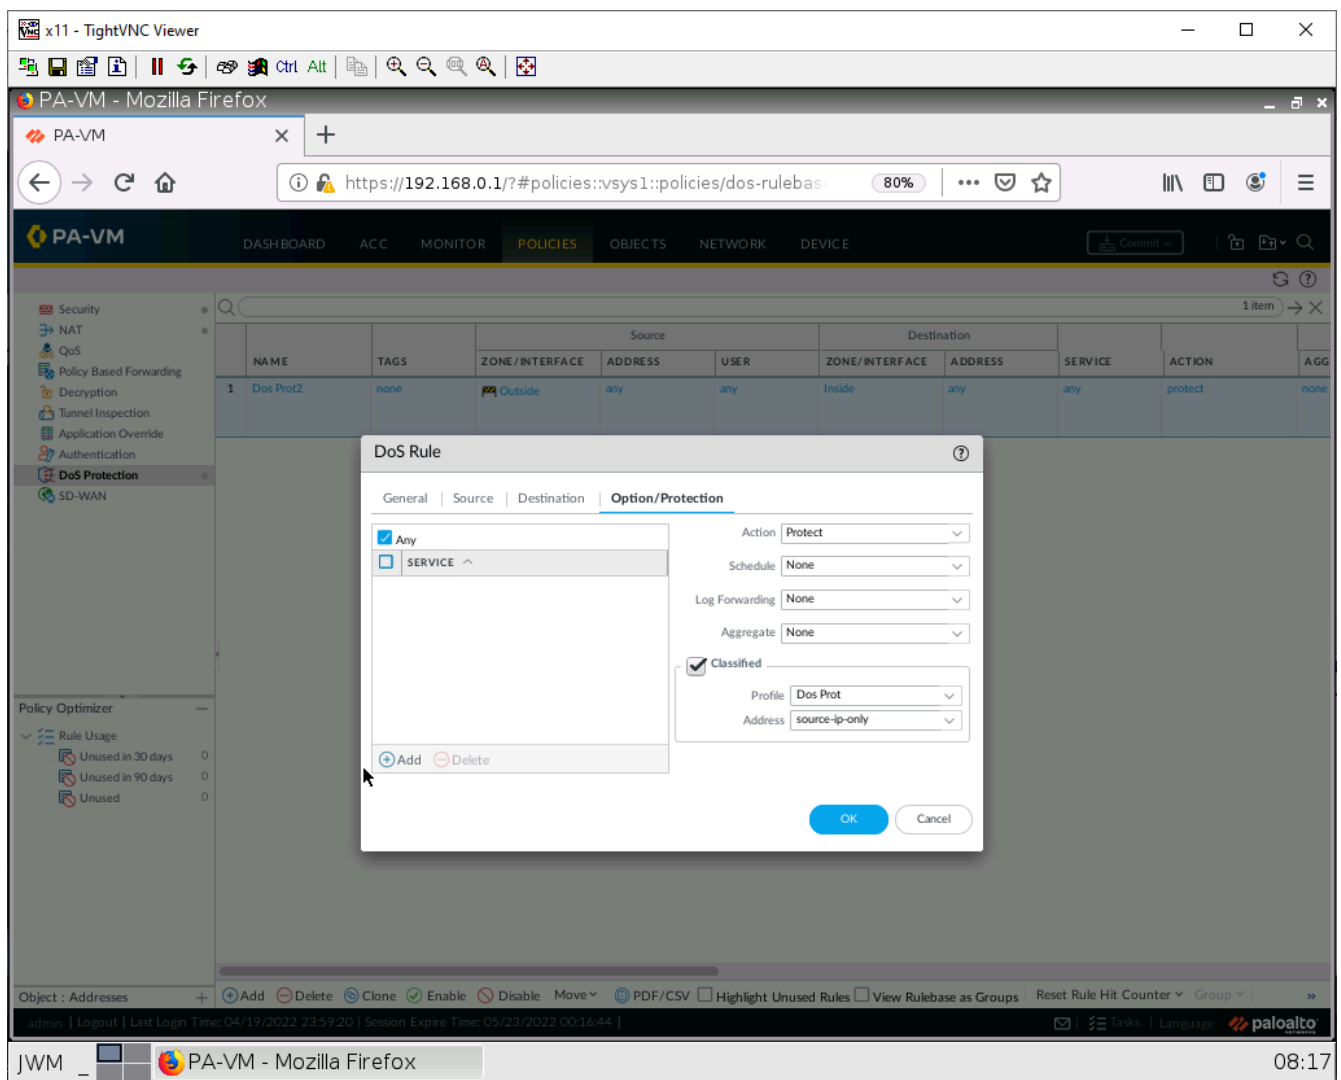 x11 - TightVNC Viewer
Ctrl Alt
PA-VM - Mozilla Firefox
PA-VM
https://192.168.0.1/?#policies::vsys1::policies/dos-rulebas
80%
PA-VM
DASHBOARD ACC MONITOR POLICIES OBJECTS NETWORK DEVICE
Commit
1 item
Security
NAT
QoS
Policy Based Forwarding
Decryption
Tunnel Inspection
Application Override
Authentication
DoS Protection
SD-WAN
Source Destination
NAME TAGS ZONE/INTERFACE ADDRESS USER ZONE/INTERFACE ADDRESS SERVICE ACTION AGG
1 Dos Prot2 none Outside any any Inside any any protect none
DoS Rule
General Source Destination Option/Protection
Any
SERVICE
Add Delete
Action Protect
Schedule None
Log Forwarding None
Aggregate None
Classified
Profile Dos Prot
Address source-ip-only
OK Cancel
Policy Optimizer
Rule Usage
Unused in 30 days 0
Unused in 90 days 0
Unused 0
Object : Addresses
Add Delete Clone Enable Disable Move PDF/CSV Highlight Unused Rules View Rulebase as Groups Reset Rule Hit Counter Group
admin | Logout | Last Login Time: 04/19/2022 23:59:20 | Session Expire Time: 05/23/2022 00:16:44 |
Tasks | Language paloalto
NETWORKS
JWM
PA-VM - Mozilla Firefox
08:17